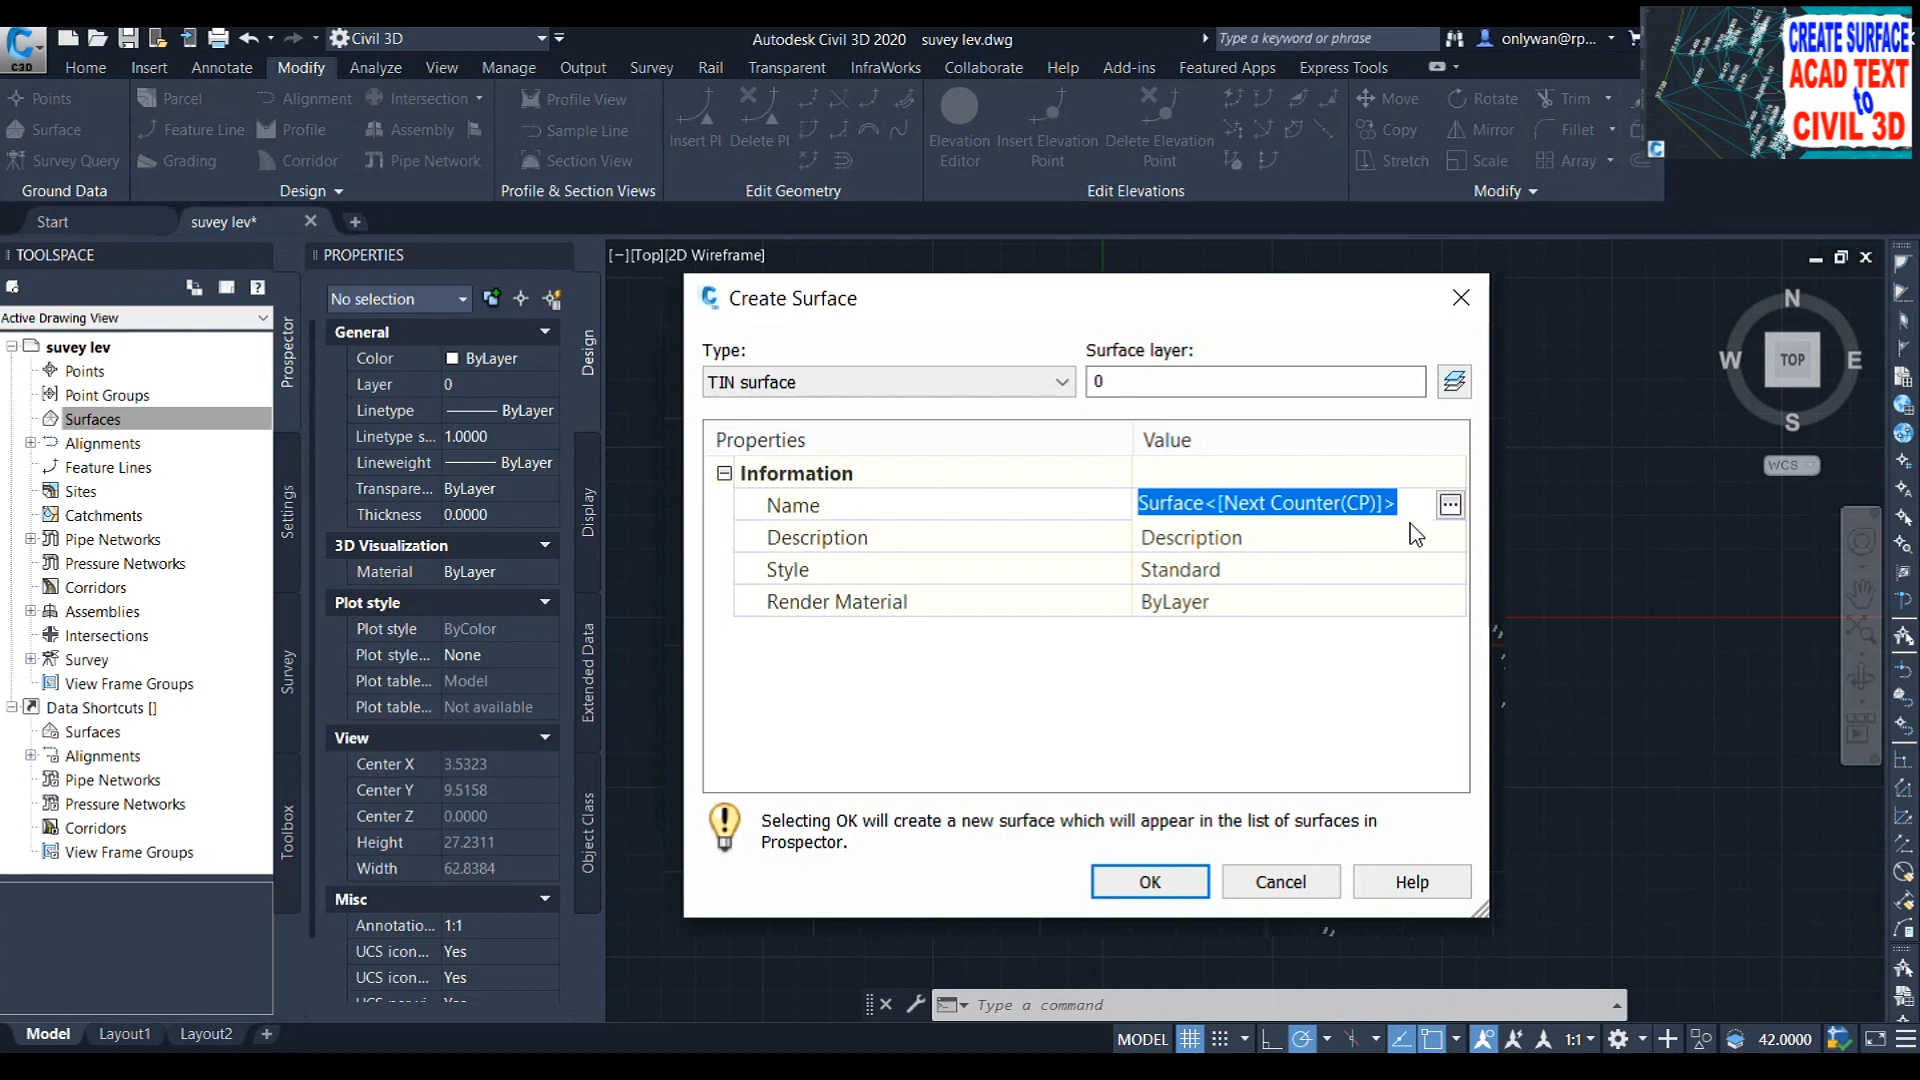 Civil 3D
Autodesk Civil 3D 2020 suvey lev.dwg
Type a keyword or phrase
onlywan@rp...
C3D
Home Insert Annotate Modify Analyze View Manage Output Survey Rail Transparent InfraWorks Collaborate Help Add-ins Featured Apps Express Tools
CREATE SURFACE
ACAD TEXT
to
CIVIL 3D
Points Parcel Alignment Intersection Profile View Insert PI Delete PI Elevation Editor Insert Elevation Point Delete Elevation Point Move Rotate Trim
Surface Feature Line Profile Assembly Sample Line Copy Mirror Fillet
Survey Query Grading Corridor Pipe Network Section View Stretch Scale Array
Ground Data Design Profile & Section Views Edit Geometry Edit Elevations Modify
Start suvey lev*
TOOLSPACE
Active Drawing View
suvey lev
Points
Point Groups
Surfaces
Alignments
Feature Lines
Sites
Catchments
Pipe Networks
Pressure Networks
Corridors
Assemblies
Intersections
Survey
View Frame Groups
Data Shortcuts []
Surfaces
Alignments
Pipe Networks
Pressure Networks
Corridors
View Frame Groups
Prospector
Settings
Survey
Toolbox
PROPERTIES
No selection
General
Color ByLayer
Layer 0
Linetype ByLayer
Linetype s... 1.0000
Lineweight ByLayer
Transpare... ByLayer
Thickness 0.0000
3D Visualization
Material ByLayer
Plot style
Plot style ByColor
Plot style... None
Plot table... Model
Plot table... Not available
View
Center X 3.5323
Center Y 9.5158
Center Z 0.0000
Height 27.2311
Width 62.8384
Misc
Annotatio... 1:1
UCS icon... Yes
UCS icon... Yes
Design
Display
Extended Data
Object Class
[−][Top][2D Wireframe]
Create Surface
Type:
TIN surface
Surface layer:
0
Properties Value
Information
Name Surface<[Next Counter(CP)]>
Description Description
Style Standard
Render Material ByLayer
Selecting OK will create a new surface which will appear in the list of surfaces in
Prospector.
OK Cancel Help
N
W TOP E
S
WCS
Type a command
Model Layout1 Layout2
MODEL 1:1 42.0000